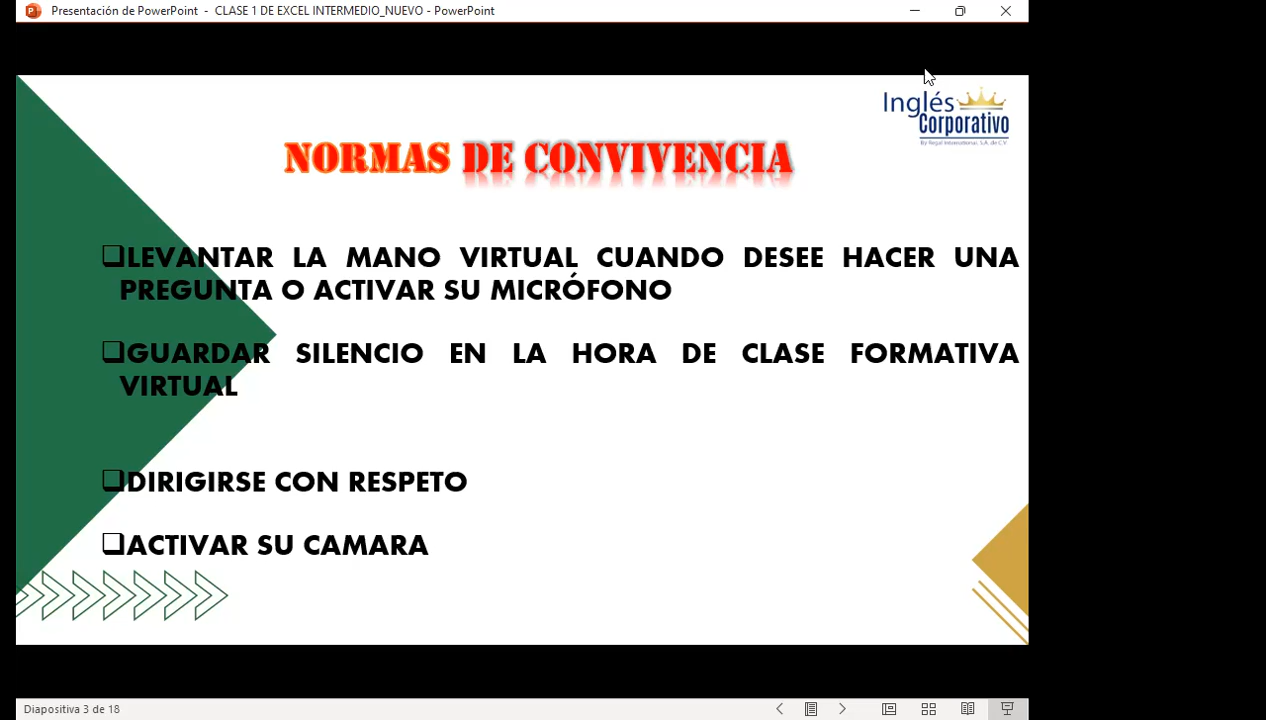 Presentación de PowerPoint - CLASE 1 DE EXCEL INTERMEDIO_NUEVO - PowerPoint
Inglés
Corporativo
By Regal International, S.A. de C.V.
NORMAS DE CONVIVENCIA
❑LEVANTAR LA MANO VIRTUAL CUANDO DESEE HACER UNA
PREGUNTA O ACTIVAR SU MICRÓFONO
❑GUARDAR SILENCIO EN LA HORA DE CLASE FORMATIVA
VIRTUAL
❑DIRIGIRSE CON RESPETO
❑ACTIVAR SU CAMARA
Diapositiva 3 de 18